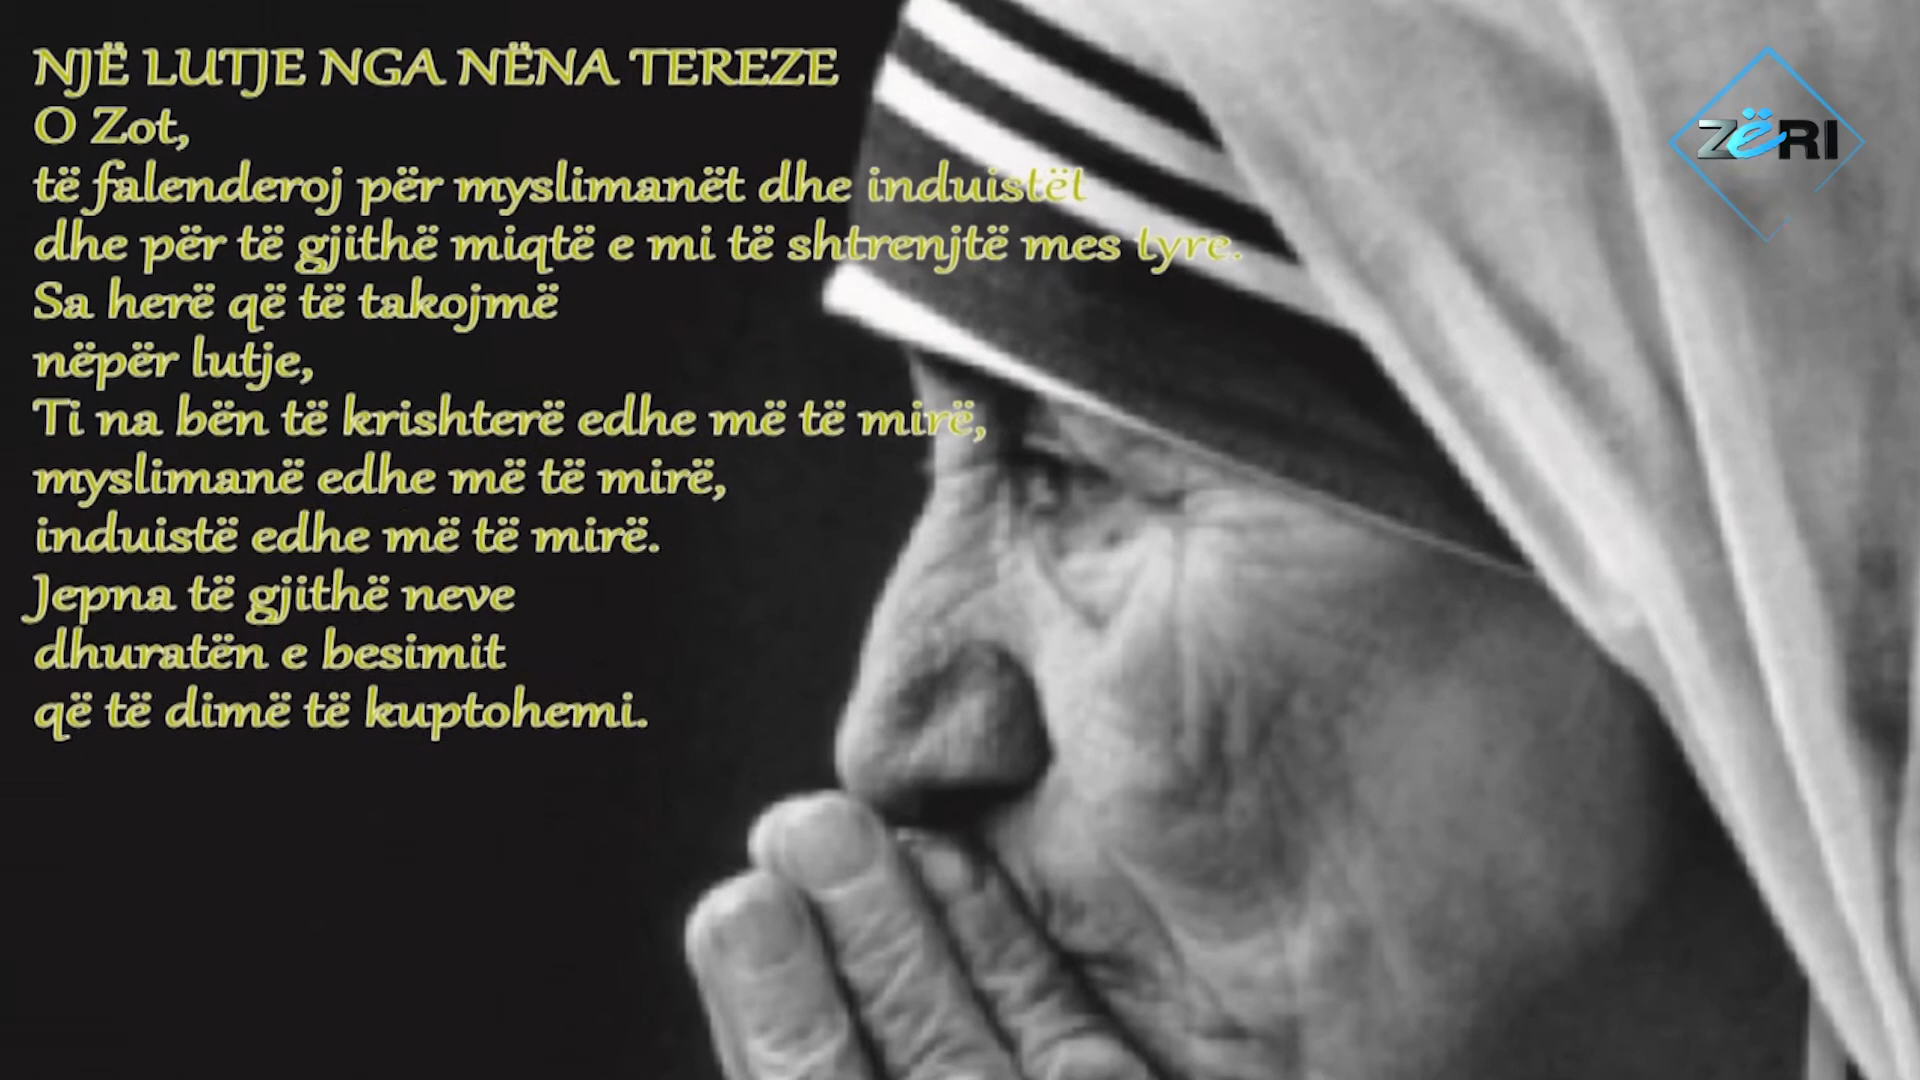 NJË LUTJE NGA NËNA TEREZE
O Zot,
të falenderoj për myslimanët dhe induistët
dhe për të gjithë miqtë e mi të shtrenjtë mes tyre.
Sa herë që të takojmë
nëpër lutje,
Ti na bën të krishterë edhe më të mirë,
myslimanë edhe më të mirë,
induistë edhe më të mirë.
Jepna të gjithë neve
dhuratën e besimit
që të dimë të kuptohemi.
ZëRI